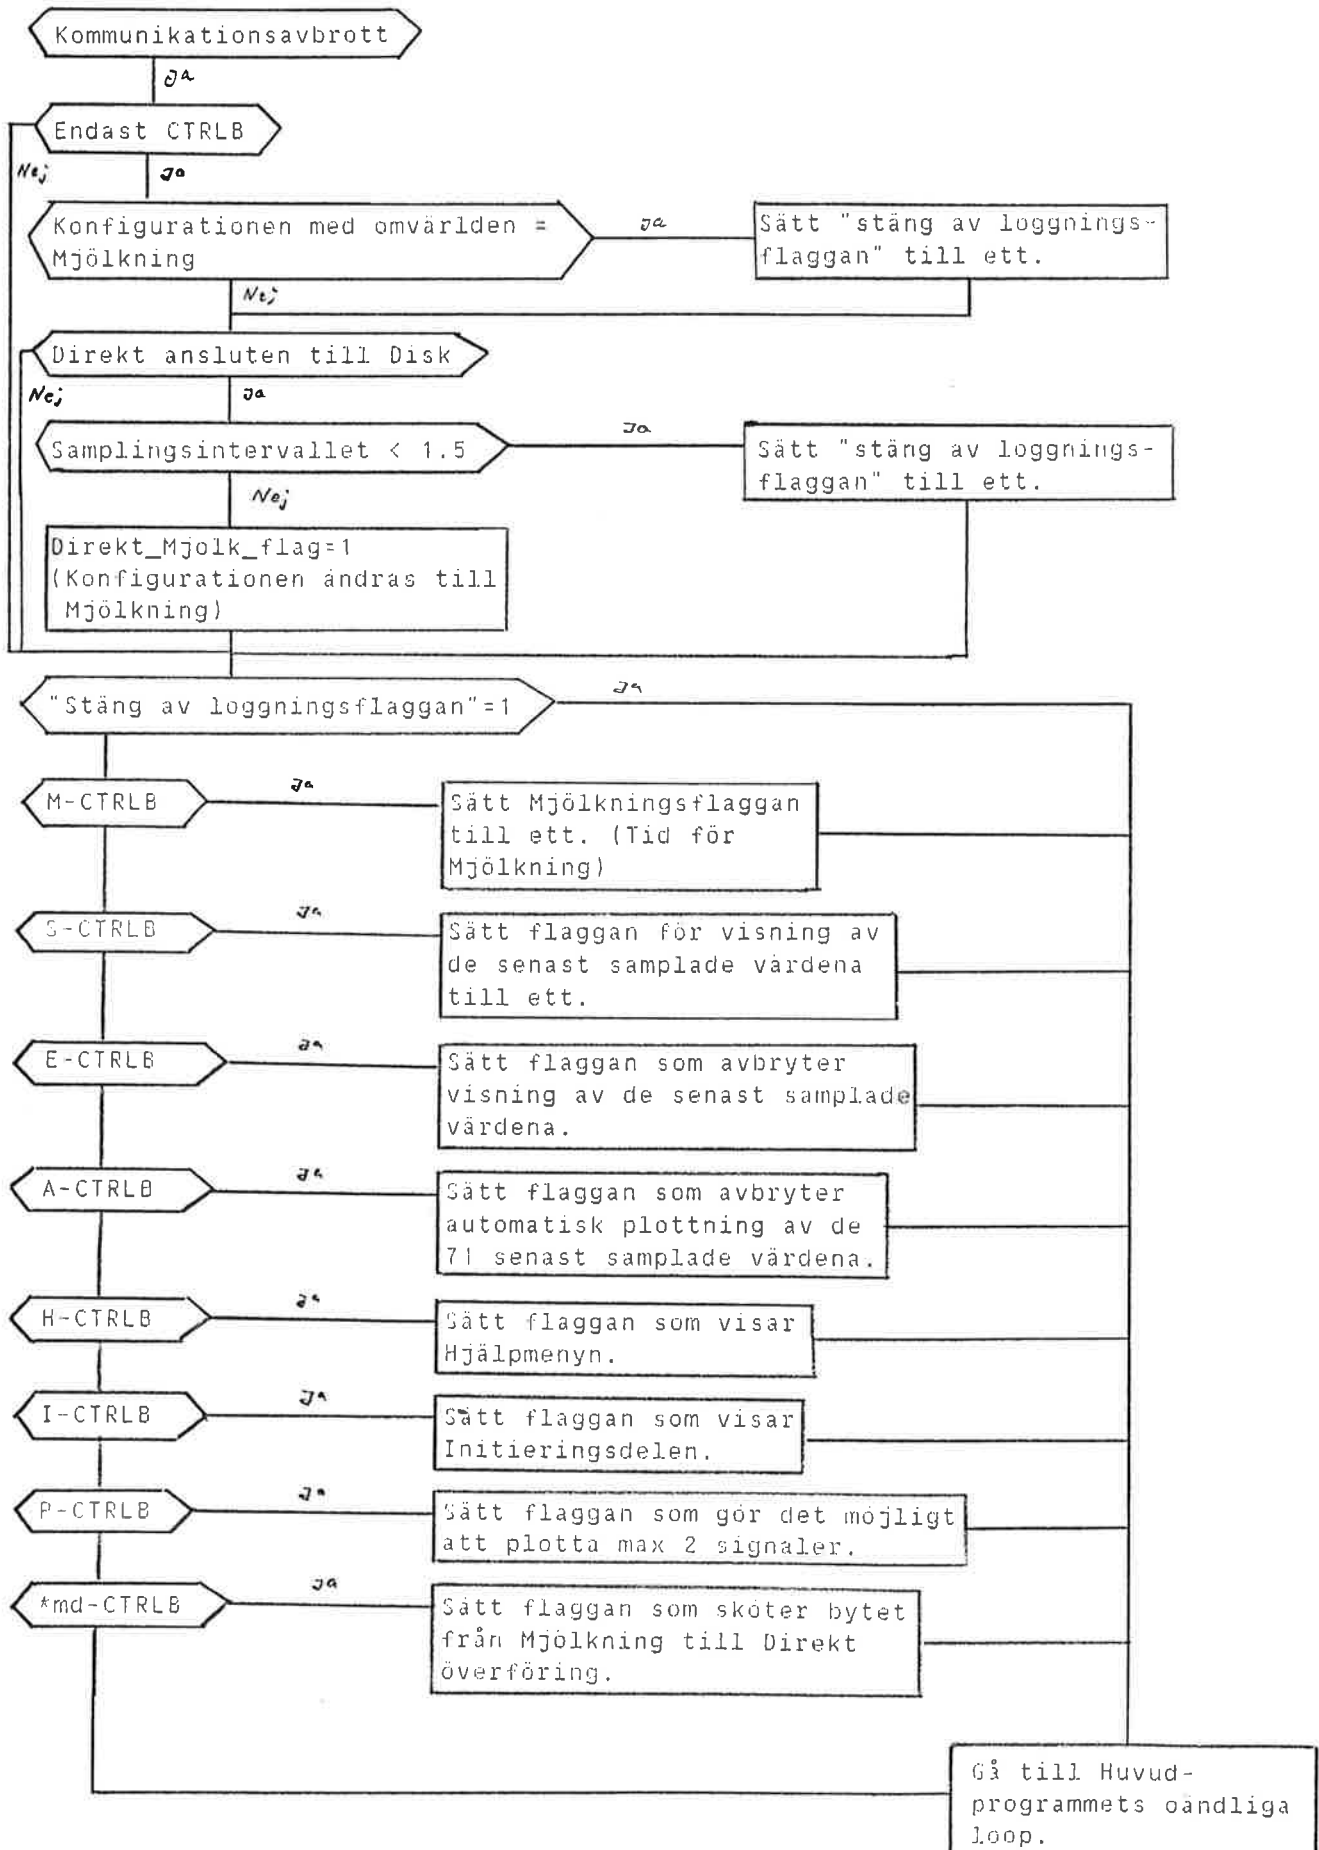 Kommunikationsavbrott
Ja
Endast CTRLB
Nej
Ja
Konfigurationen med omvärlden =
Mjölkning
Ja
Sätt "stäng av loggnings-
flaggan" till ett.
Nej
Direkt ansluten till Disk
Nej
Ja
Samplingsintervallet < 1.5
Ja
Sätt "stäng av loggnings-
flaggan" till ett.
Nej
Direkt_Mjolk_flag=1
(Konfigurationen ändras till
Mjölkning)
"Stäng av loggningsflaggan"=1
Ja
M-CTRLB
Ja
Sätt Mjölkningsflaggan
till ett. (Tid för
Mjölkning)
S-CTRLB
Ja
Sätt flaggan för visning av
de senast samplade värdena
till ett.
E-CTRLB
Ja
Sätt flaggan som avbryter
visning av de senast samplade
värdena.
A-CTRLB
Ja
Sätt flaggan som avbryter
automatisk plottning av de
71 senast samplade värdena.
H-CTRLB
Ja
Sätt flaggan som visar
Hjälpmenyn.
I-CTRLB
Ja
Sätt flaggan som visar
Initieringsdelen.
P-CTRLB
Ja
Sätt flaggan som gör det möjligt
att plotta max 2 signaler.
*md-CTRLB
Ja
Sätt flaggan som sköter bytet
från Mjölkning till Direkt
överföring.
Gå till Huvud-
programmets oändliga
loop.